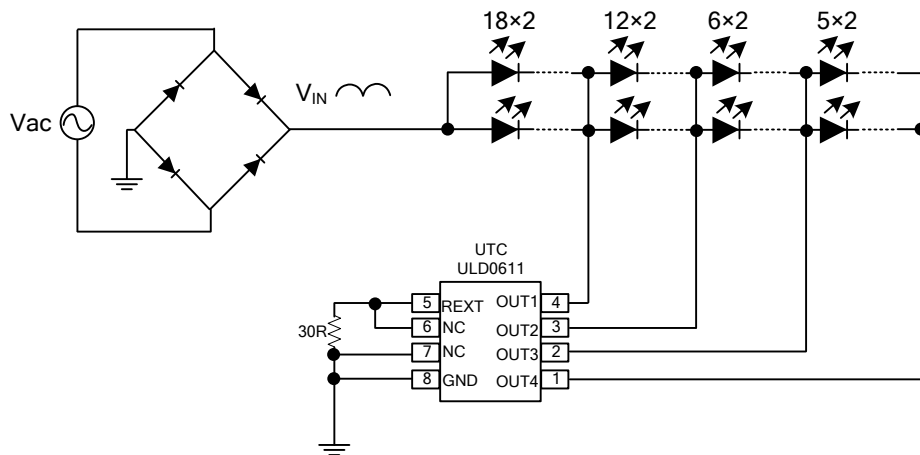 18×2 12×2 6×2 5×2
V_IN
Vac
UTC
ULD0611
5 REXT OUT1 4
6 NC OUT2 3
30R
7 NC OUT3 2
8 GND OUT4 1